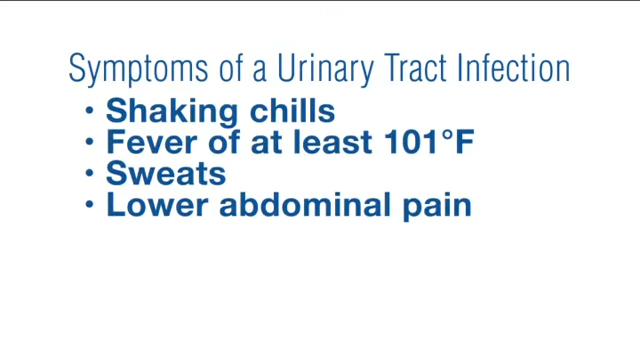 Symptoms of a Urinary Tract Infection
• Shaking chills
• Fever of at least 101°F
• Sweats
• Lower abdominal pain